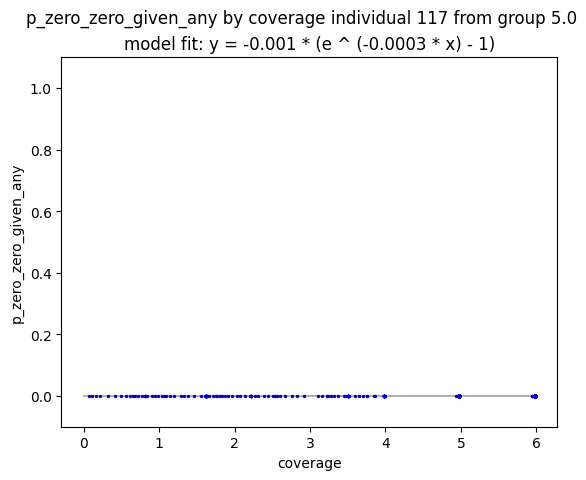 p_zero_zero_given_any by coverage individual 117 from group 5.0
model fit: y = -0.001 * (e ^ (-0.0003 * x) - 1)
1.0
0.8
0.6
0.4
0.2
0.0
p_zero_zero_given_any
0 1 2 3 4 5 6
coverage